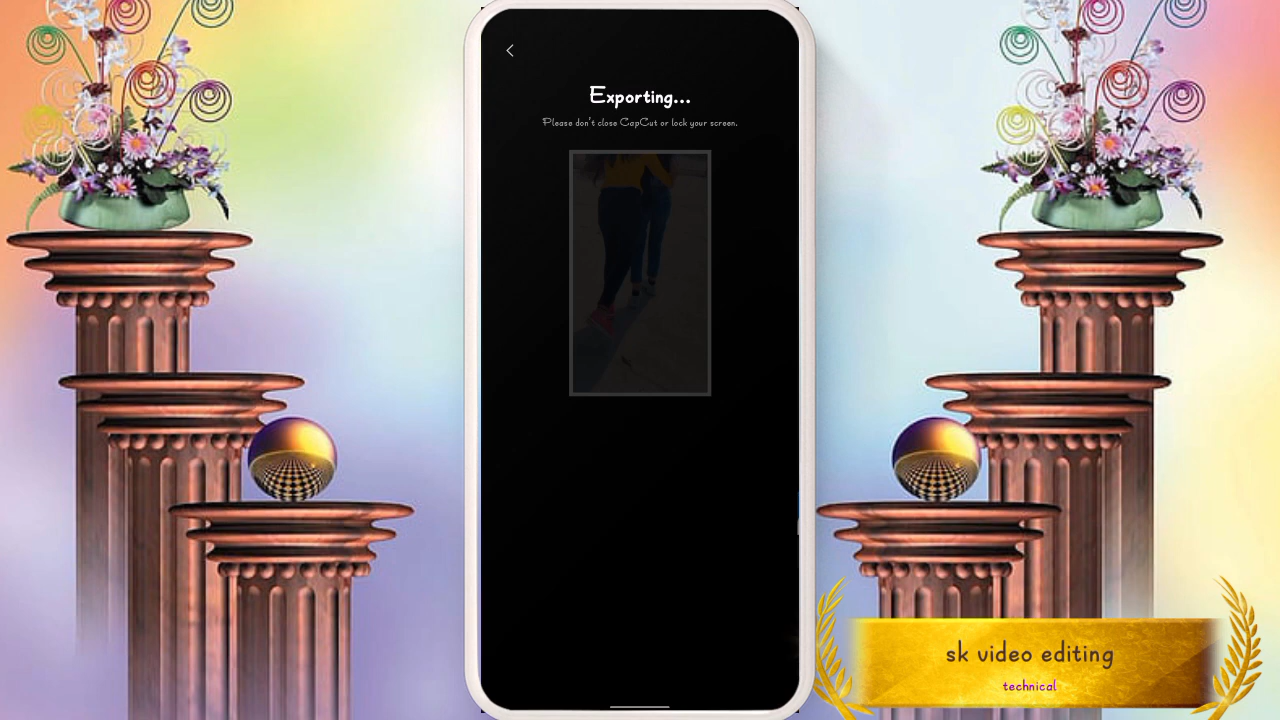 Exporting...
Please don't close CapCut or lock your screen.
sk video editing
technical